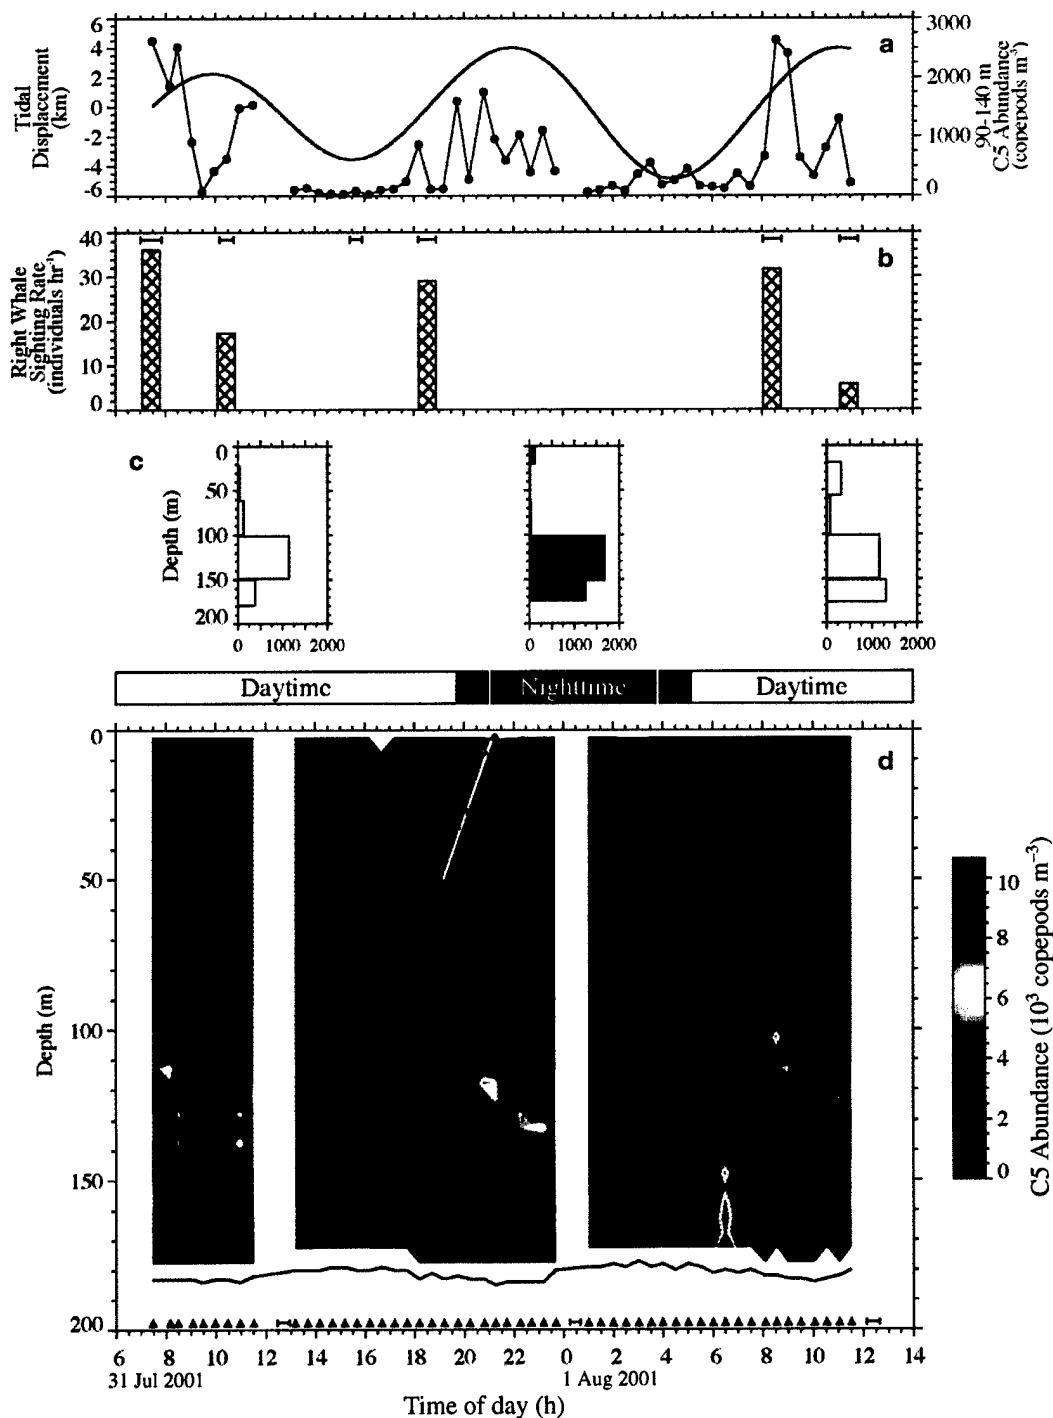 6
4
2
0
-2
-4
-6
Tidal
Displacement
(km)
a
3000
2000
1000
0
90-140 m
C5 Abundance
(copepods m⁻³)
40
30
20
10
0
Right Whale
Sighting Rate
(individuals hr⁻¹)
b
c
0
50
100
150
200
Depth (m)
0 1000 2000
0 1000 2000
0 1000 2000
Daytime Nighttime Daytime
0
50
100
150
200
Depth (m)
d
10
8
6
4
2
0
C5 Abundance (10³ copepods m⁻³)
6 8 10 12 14 16 18 20 22 0 2 4 6 8 10 12 14
31 Jul 2001 1 Aug 2001
Time of day (h)